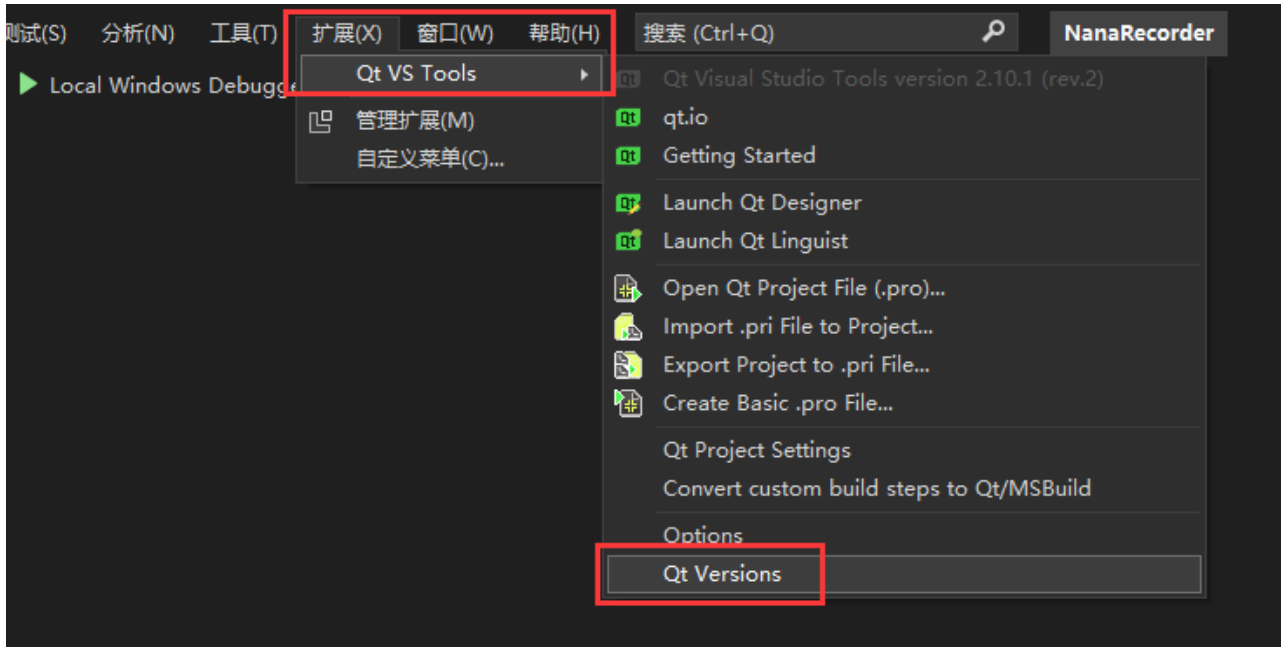 测试(S) 分析(N) 工具(T) 扩展(X) 窗口(W) 帮助(H) 搜索 (Ctrl+Q) NanaRecorder
Local Windows Debugge
Qt VS Tools
管理扩展(M)
自定义菜单(C)...
Qt Visual Studio Tools version 2.10.1 (rev.2)
qt.io
Getting Started
Launch Qt Designer
Launch Qt Linguist
Open Qt Project File (.pro)...
Import .pri File to Project...
Export Project to .pri File...
Create Basic .pro File...
Qt Project Settings
Convert custom build steps to Qt/MSBuild
Options
Qt Versions